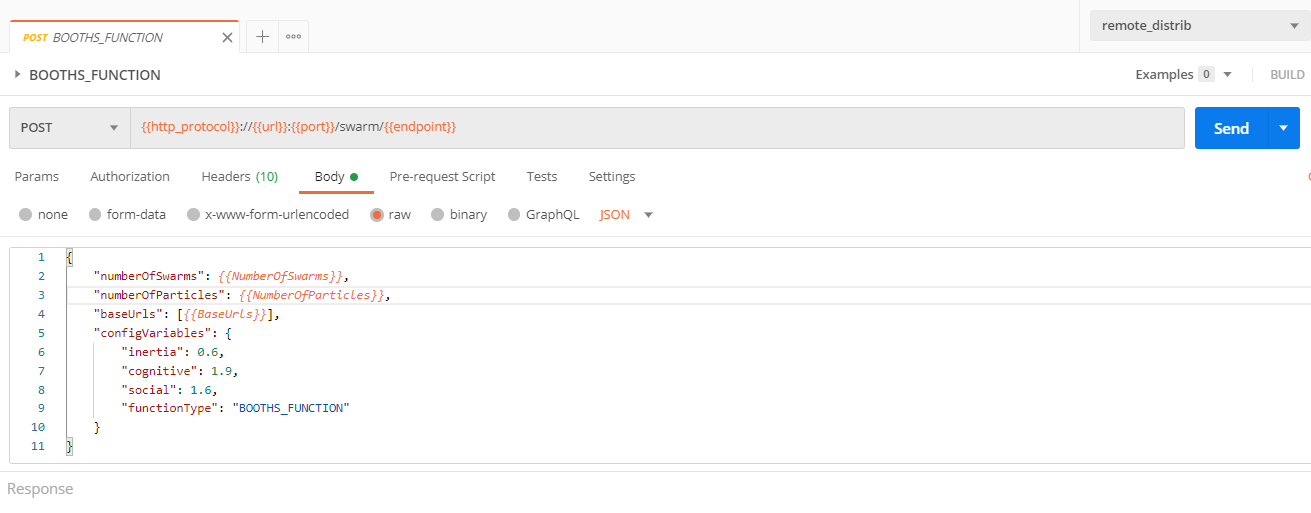 POST BOOTHS_FUNCTION
remote_distrib
BOOTHS_FUNCTION
Examples 0 BUILD
POST {{http_protocol}}://{{url}}:{{port}}/swarm/{{endpoint}} Send
Params Authorization Headers (10) Body Pre-request Script Tests Settings
none form-data x-www-form-urlencoded raw binary GraphQL JSON
1 {
2 "numberOfSwarms": {{NumberOfSwarms}},
3 "numberOfParticles": {{NumberOfParticles}},
4 "baseUrls": [{{BaseUrls}}],
5 "configVariables": {
6 "inertia": 0.6,
7 "cognitive": 1.9,
8 "social": 1.6,
9 "functionType": "BOOTHS_FUNCTION"
10 }
11 }
Response